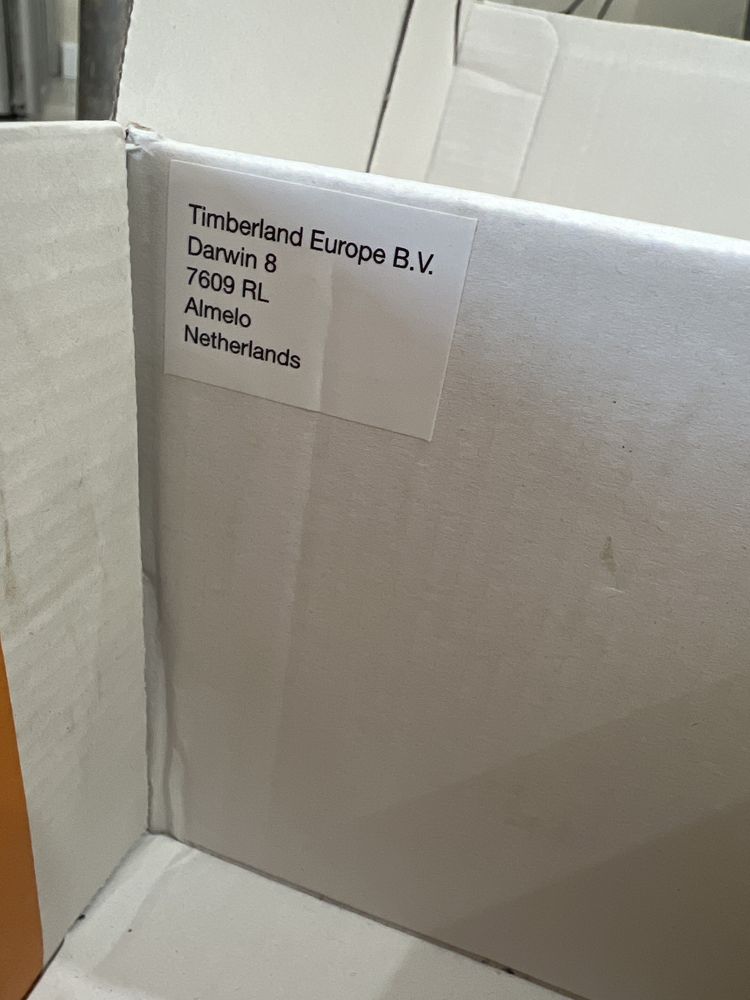 Timberland Europe B.V.
Darwin 8
7609 RL
Almelo
Netherlands